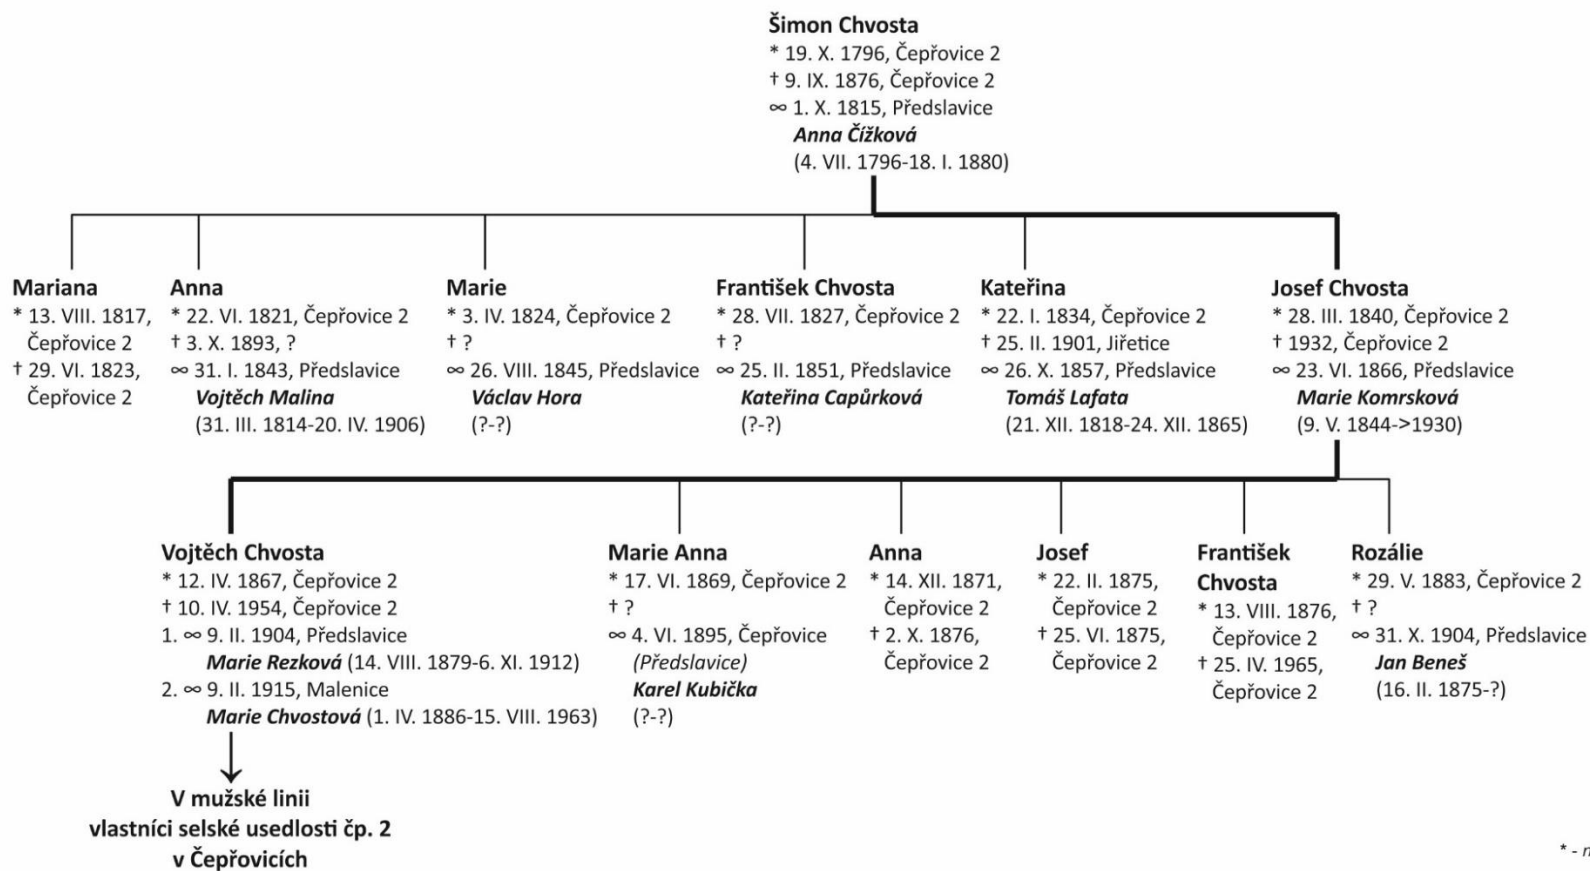 Šimon Chvosta
* 19. X. 1796, Čepřovice 2
† 9. IX. 1876, Čepřovice 2
∞ 1. X. 1815, Předslavice
Anna Čížková
(4. VII. 1796-18. I. 1880)
Mariana
* 13. VIII. 1817,
Čepřovice 2
† 29. VI. 1823,
Čepřovice 2
Anna
* 22. VI. 1821, Čepřovice 2
† 3. X. 1893, ?
∞ 31. I. 1843, Předslavice
Vojtěch Malina
(31. III. 1814-20. IV. 1906)
Marie
* 3. IV. 1824, Čepřovice 2
† ?
∞ 26. VIII. 1845, Předslavice
Václav Hora
(?-?)
František Chvosta
* 28. VII. 1827, Čepřovice 2
† ?
∞ 25. II. 1851, Předslavice
Kateřina Capůrková
(?-?)
Kateřina
* 22. I. 1834, Čepřovice 2
† 25. II. 1901, Jiřetice
∞ 26. X. 1857, Předslavice
Tomáš Lafata
(21. XII. 1818-24. XII. 1865)
Josef Chvosta
* 28. III. 1840, Čepřovice 2
† 1932, Čepřovice 2
∞ 23. VI. 1866, Předslavice
Marie Komrsková
(9. V. 1844->1930)
Vojtěch Chvosta
* 12. IV. 1867, Čepřovice 2
† 10. IV. 1954, Čepřovice 2
1. ∞ 9. II. 1904, Předslavice
Marie Rezková (14. VIII. 1879-6. XI. 1912)
2. ∞ 9. II. 1915, Malenice
Marie Chvostová (1. IV. 1886-15. VIII. 1963)
Marie Anna
* 17. VI. 1869, Čepřovice 2
† ?
∞ 4. VI. 1895, Čepřovice
(Předslavice)
Karel Kubička
(?-?)
Anna
* 14. XII. 1871,
Čepřovice 2
† 2. X. 1876,
Čepřovice 2
Josef
* 22. II. 1875,
Čepřovice 2
† 25. VI. 1875,
Čepřovice 2
František
Chvosta
* 13. VIII. 1876,
Čepřovice 2
† 25. IV. 1965,
Čepřovice 2
Rozálie
* 29. V. 1883, Čepřovice 2
† ?
∞ 31. X. 1904, Předslavice
Jan Beneš
(16. II. 1875-?)
V mužské linii
vlastníci selské usedlosti čp. 2
v Čepřovicích
* -